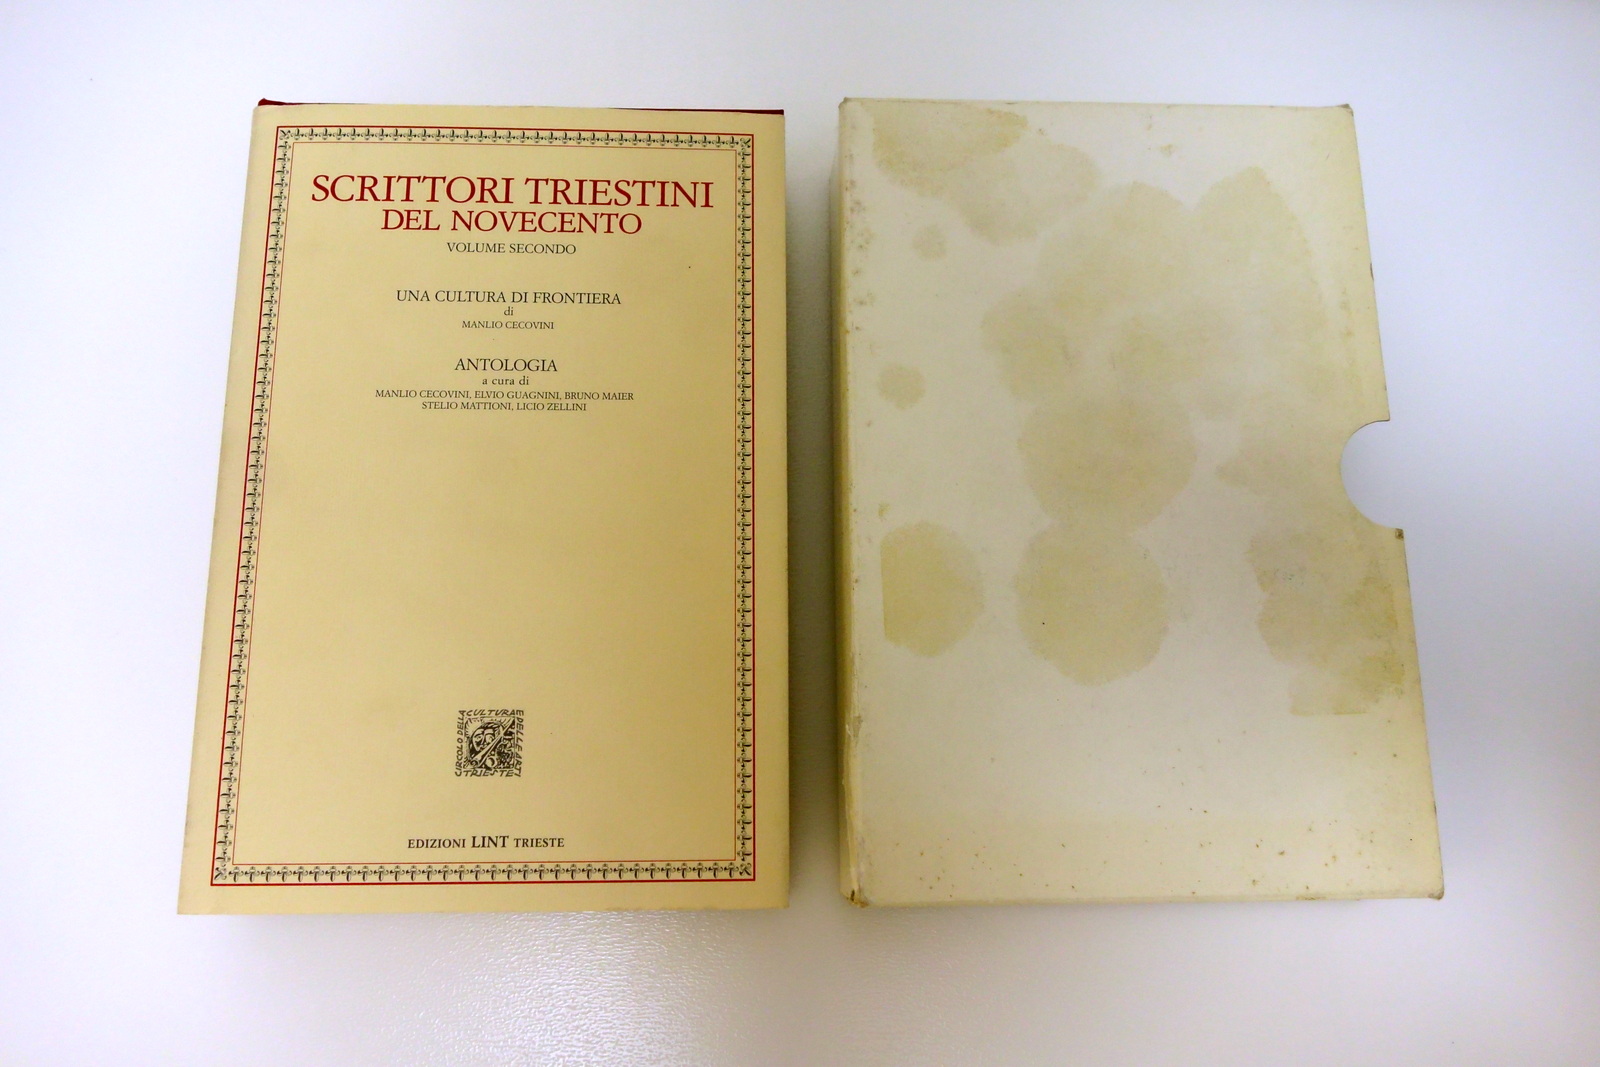 SCRITTORI TRIESTINI
DEL NOVECENTO
VOLUME SECONDO
UNA CULTURA DI FRONTIERA
di
MANLIO CECOVINI
ANTOLOGIA
a cura di
MANLIO CECOVINI, ELVIO GUAGNINI, BRUNO MAIER
STELIO MATTIONI, LICIO ZELLINI
CIRCOLO DELLA
CULTURA E
DELLE ARTI
TRIESTE
EDIZIONI LINT TRIESTE